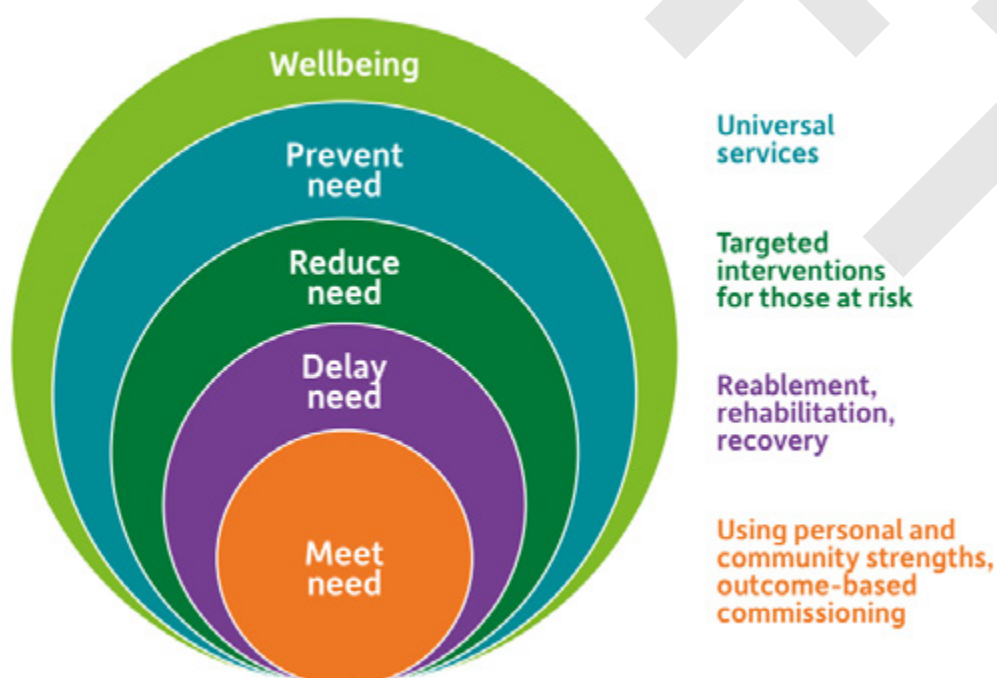 Wellbeing
Prevent
need
Reduce
need
Delay
need
Meet
need
Universal
services
Targeted
interventions
for those at risk
Reablement,
rehabilitation,
recovery
Using personal and
community strengths,
outcome-based
commissioning